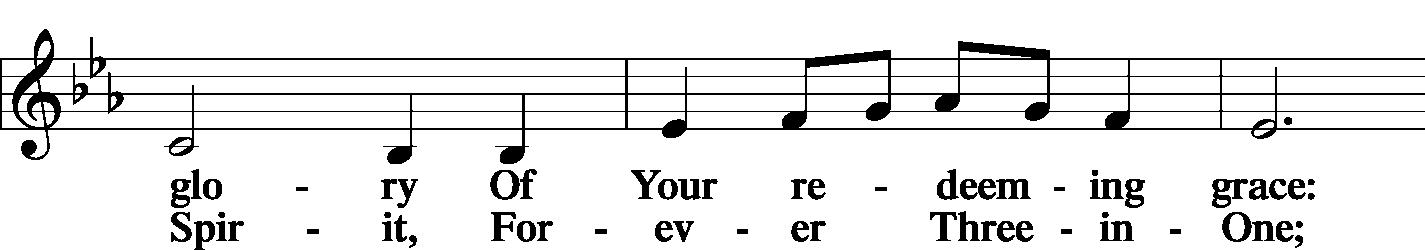 glo - ry Of Your re - deem - ing grace:
Spir - it, For - ev - er Three - in - One;